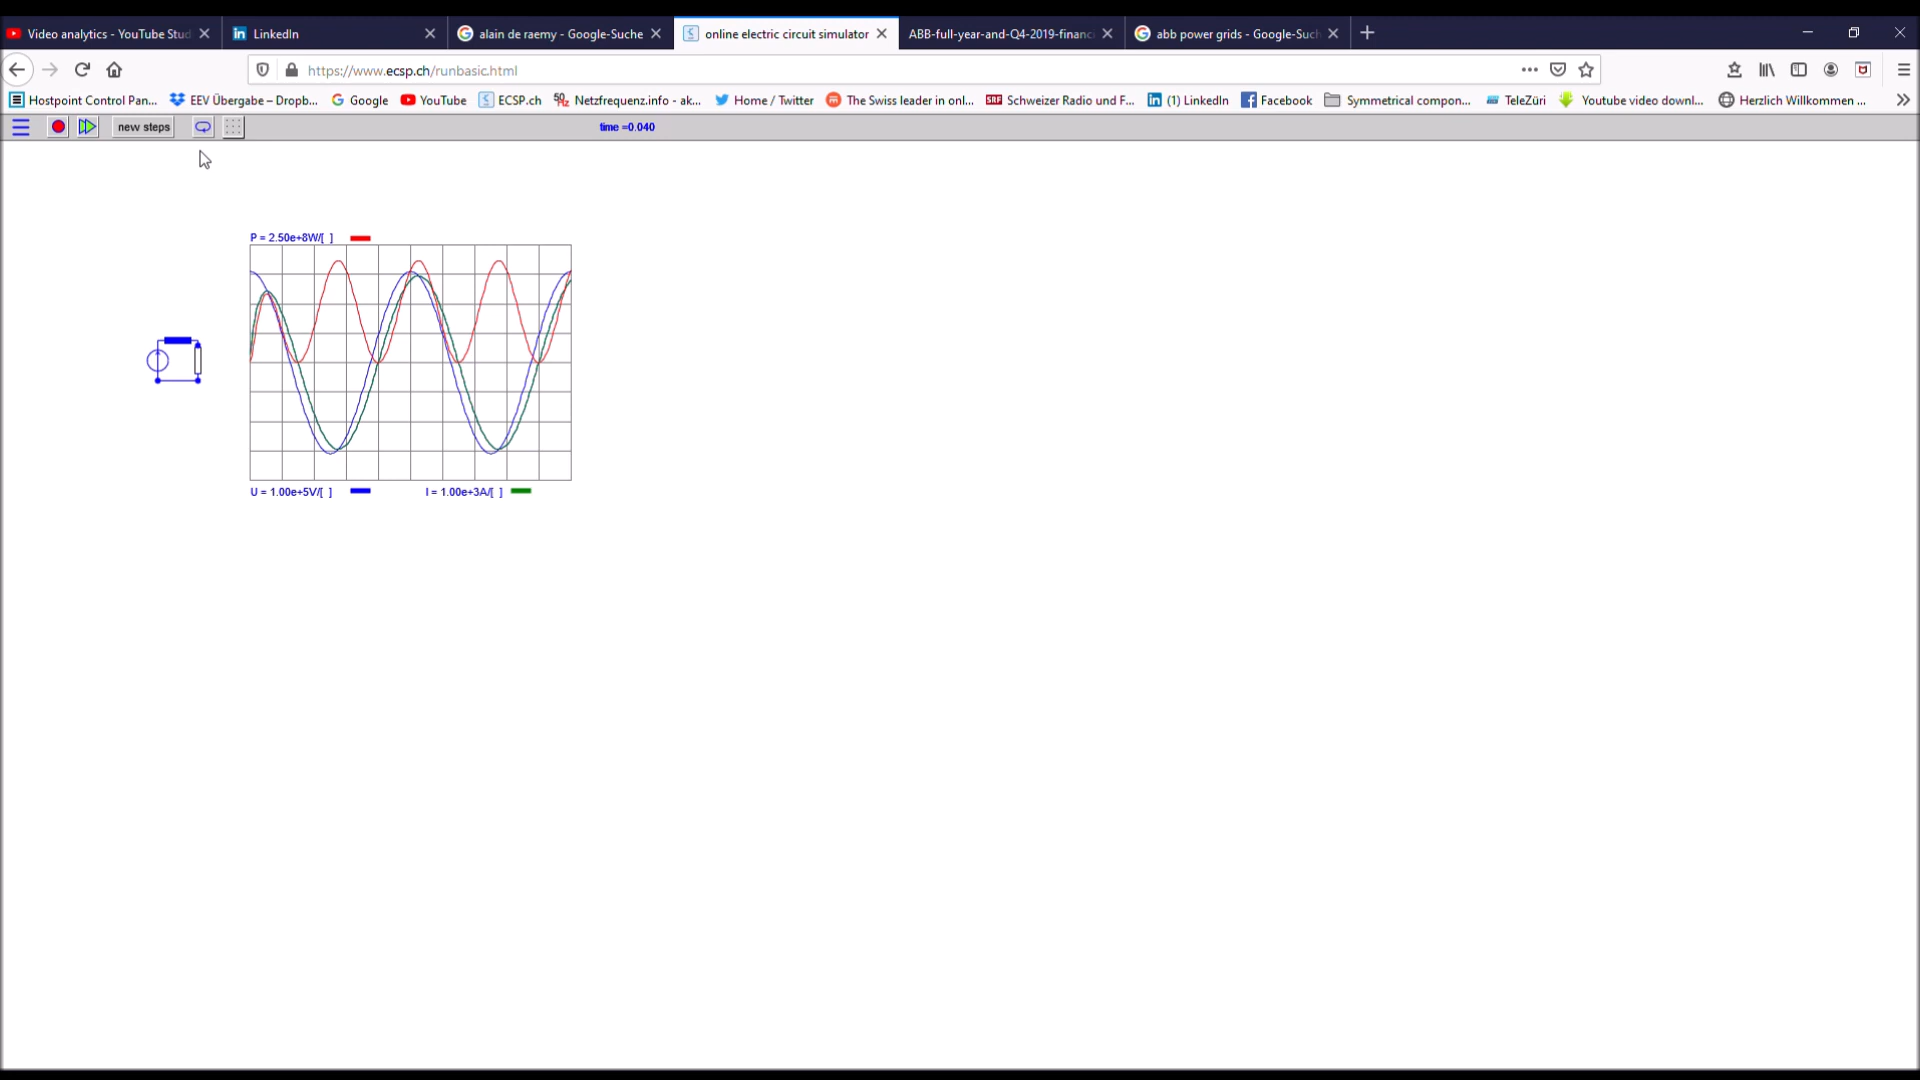 Video analytics - YouTube Stud
LinkedIn
alain de raemy - Google-Suche
online electric circuit simulator
ABB-full-year-and-Q4-2019-financ
abb power grids - Google-Such
https://www.ecsp.ch/runbasic.html
Hostpoint Control Pan...
EEV Übergabe – Dropb...
Google
YouTube
ECSP.ch
50Hz Netzfrequenz.info - ak...
Home / Twitter
The Swiss leader in onl...
SRF Schweizer Radio und F...
(1) LinkedIn
Facebook
Symmetrical compon...
TeleZüri
Youtube video downl...
Herzlich Willkommen ...
new steps
time =0.040
P = 2.50e+8W/[ ]
U = 1.00e+5V/[ ]
I = 1.00e+3A/[ ]